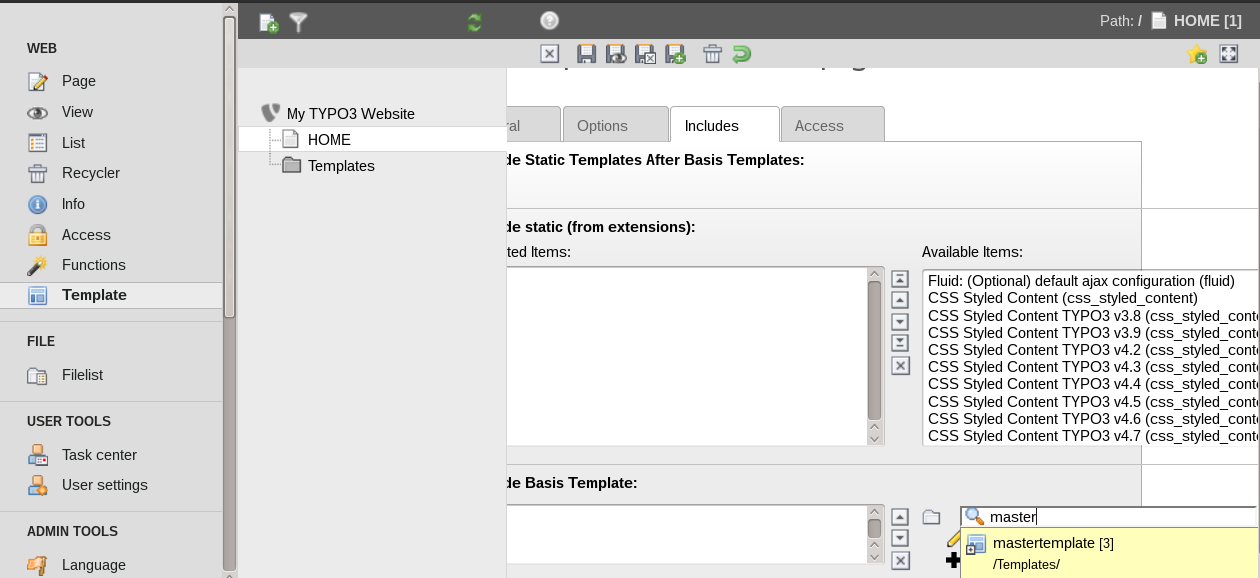 Path: / HOME [1]
WEB
Page
View
List
Recycler
Info
Access
Functions
Template
FILE
Filelist
USER TOOLS
Task center
User settings
ADMIN TOOLS
Language
My TYPO3 Website
HOME
Templates
ral Options Includes Access
de Static Templates After Basis Templates:
de static (from extensions):
ted Items: Available Items:
Fluid: (Optional) default ajax configuration (fluid)
CSS Styled Content (css_styled_content)
CSS Styled Content TYPO3 v3.8 (css_styled_conte
CSS Styled Content TYPO3 v3.9 (css_styled_conte
CSS Styled Content TYPO3 v4.2 (css_styled_conte
CSS Styled Content TYPO3 v4.3 (css_styled_conte
CSS Styled Content TYPO3 v4.4 (css_styled_conte
CSS Styled Content TYPO3 v4.5 (css_styled_conte
CSS Styled Content TYPO3 v4.6 (css_styled_conte
CSS Styled Content TYPO3 v4.7 (css_styled_conte
de Basis Template:
master
mastertemplate [3]
/Templates/